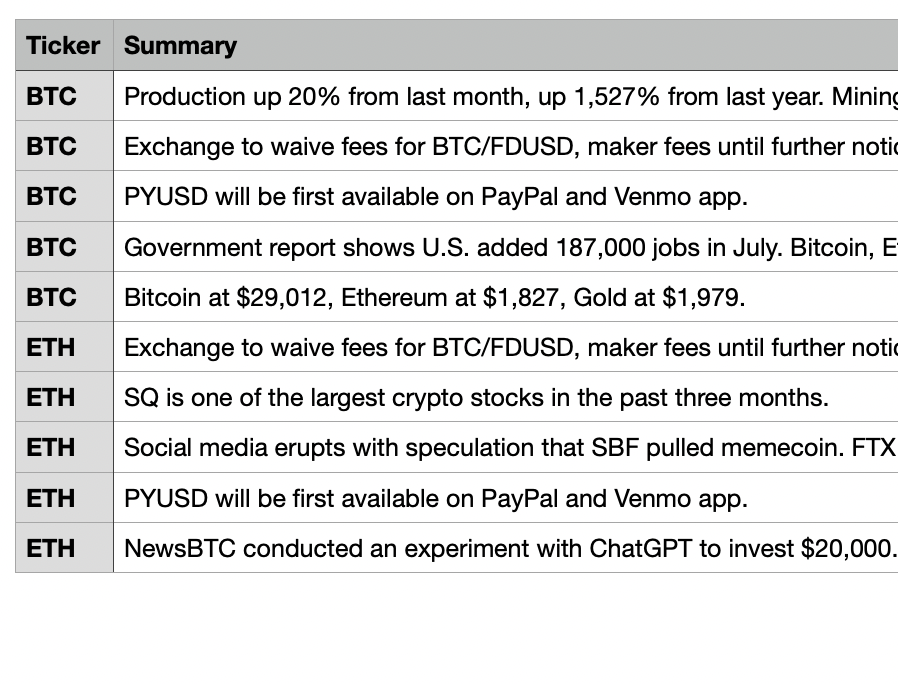 Ticker Summary
BTC Production up 20% from last month, up 1,527% from last year. Mining
BTC Exchange to waive fees for BTC/FDUSD, maker fees until further notic
BTC PYUSD will be first available on PayPal and Venmo app.
BTC Government report shows U.S. added 187,000 jobs in July. Bitcoin, E
BTC Bitcoin at $29,012, Ethereum at $1,827, Gold at $1,979.
ETH Exchange to waive fees for BTC/FDUSD, maker fees until further notic
ETH SQ is one of the largest crypto stocks in the past three months.
ETH Social media erupts with speculation that SBF pulled memecoin. FTX
ETH PYUSD will be first available on PayPal and Venmo app.
ETH NewsBTC conducted an experiment with ChatGPT to invest $20,000.